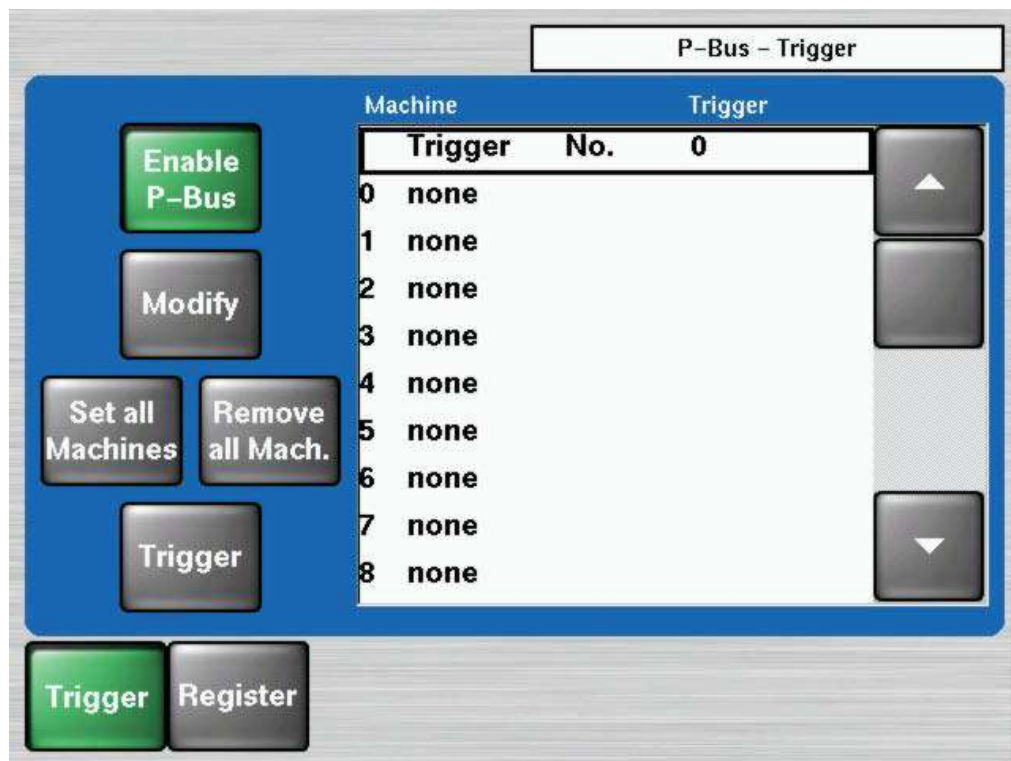 P-Bus - Trigger
Machine Trigger
Trigger No. 0
0 none
1 none
2 none
3 none
4 none
5 none
6 none
7 none
8 none
Enable
P-Bus
Modify
Set all
Machines
Remove
all Mach.
Trigger
Trigger
Register